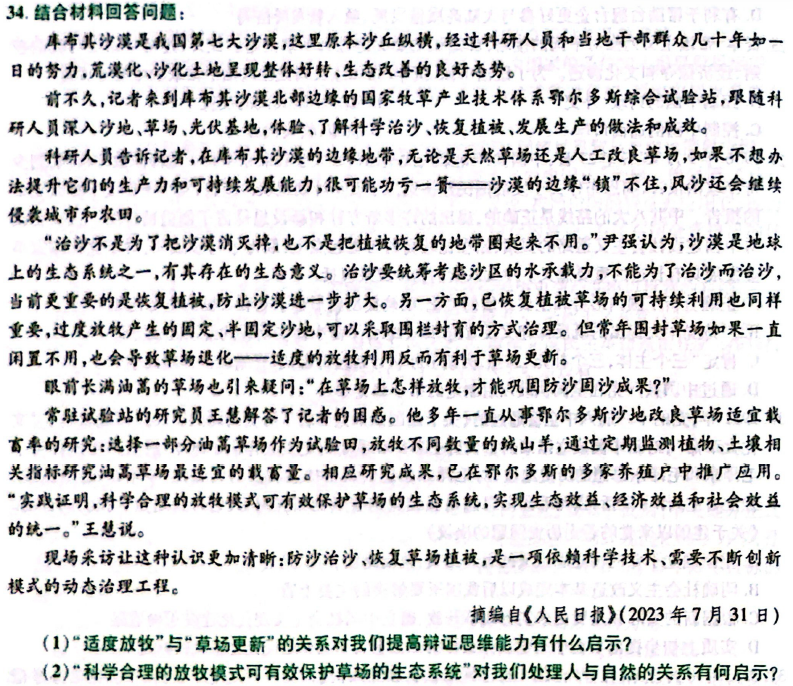 34. 结合材料回答问题:
库布其沙漠是我国第七大沙漠,这里原本沙丘纵横,经过科研人员和当地干部群众几十年如一
日的努力,荒漠化、沙化土地呈现整体好转、生态改善的良好态势。
前不久,记者来到库布其沙漠北部边缘的国家牧草产业技术体系鄂尔多斯综合试验站,跟随科
研人员深入沙地、草场、光伏基地,体验、了解科学治沙、恢复植被、发展生产的做法和成效。
科研人员告诉记者,在库布其沙漠的边缘地带,无论是天然草场还是人工改良草场,如果不想办
法提升它们的生产力和可持续发展能力,很可能功亏一篑——沙漠的边缘“锁”不住,风沙还会继续
侵袭城市和农田。
“治沙不是为了把沙漠消灭掉,也不是把植被恢复的地带圈起来不用。”尹强认为,沙漠是地球
上的生态系统之一,有其存在的生态意义。治沙要统筹考虑沙区的水承载力,不能为了治沙而治沙,
当前更重要的是恢复植被,防止沙漠进一步扩大。另一方面,已恢复植被草场的可持续利用也同样
重要,过度放牧产生的固定、半固定沙地,可以采取围栏封育的方式治理。但常年围封草场如果一直
闲置不用,也会导致草场退化——适度的放牧利用反而有利于草场更新。
眼前长满油蒿的草场也引来疑问:“在草场上怎样放牧,才能巩固防沙固沙成果?”
常驻试验站的研究员王慧解答了记者的困惑。他多年一直从事鄂尔多斯沙地改良草场适宜载
畜率的研究:选择一部分油蒿草场作为试验田,放牧不同数量的绒山羊,通过定期监测植物、土壤相
关指标研究油蒿草场最适宜的载畜量。相应研究成果,已在鄂尔多斯的多家养殖户中推广应用。
“实践证明,科学合理的放牧模式可有效保护草场的生态系统,实现生态效益、经济效益和社会效益
的统一。”王慧说。
现场采访让这种认识更加清晰:防沙治沙、恢复草场植被,是一项依赖科学技术、需要不断创新
模式的动态治理工程。
摘编自《人民日报》(2023年7月31日)
(1)“适度放牧”与“草场更新”的关系对我们提高辩证思维能力有什么启示?
(2)“科学合理的放牧模式可有效保护草场的生态系统”对我们处理人与自然的关系有何启示?